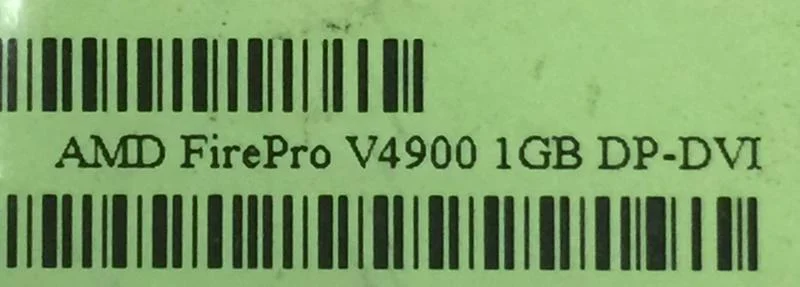 AMD FirePro V4900 1GB DP-DVI